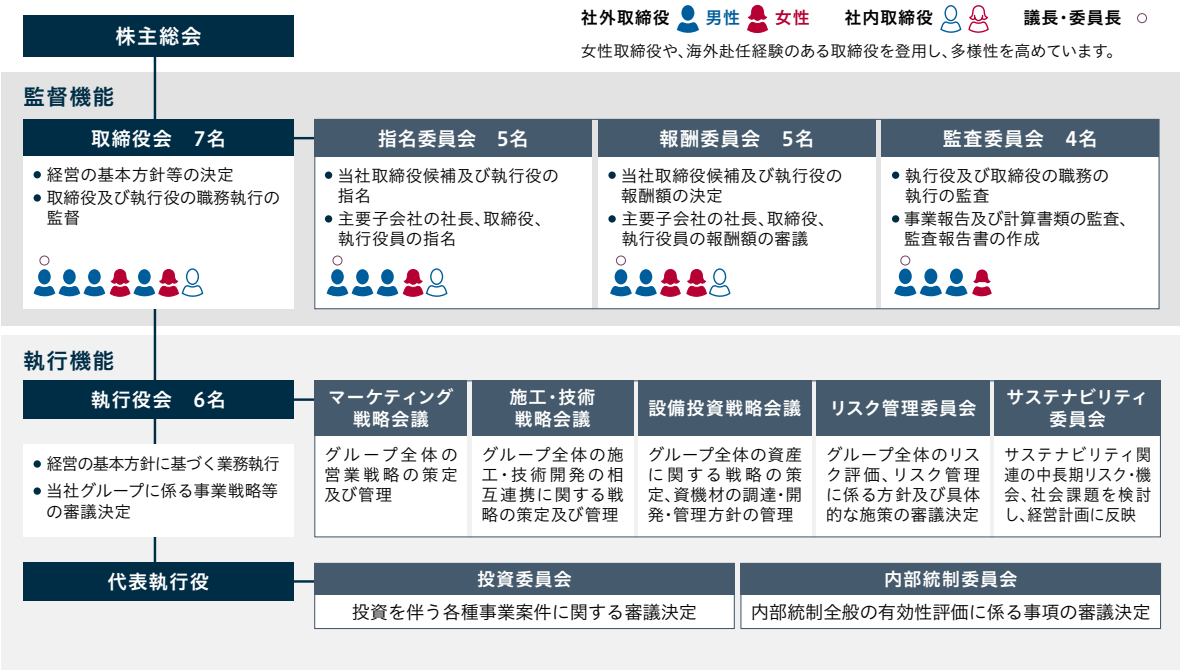 株主総会
社外取締役 男性 女性 社内取締役 議長・委員長 ○
女性取締役や、海外赴任経験のある取締役を登用し、多様性を高めています。
監督機能
取締役会 7名
● 経営の基本方針等の決定
● 取締役及び執行役の職務執行の
監督
指名委員会 5名
● 当社取締役候補及び執行役の
指名
● 主要子会社の社長、取締役、
執行役員の指名
報酬委員会 5名
● 当社取締役候補及び執行役の
報酬額の決定
● 主要子会社の社長、取締役、
執行役員の報酬額の審議
監査委員会 4名
● 執行役及び取締役の職務の
執行の監査
● 事業報告及び計算書類の監査、
監査報告書の作成
執行機能
執行役会 6名
● 経営の基本方針に基づく業務執行
● 当社グループに係る事業戦略等
の審議決定
マーケティング
戦略会議
グループ全体の
営業戦略の策定
及び管理
施工・技術
戦略会議
グループ全体の施
工・技術開発の相
互連携に関する戦
略の策定及び管理
設備投資戦略会議
グループ全体の資産
に関する戦略の策
定、資機材の調達・開
発・管理方針の管理
リスク管理委員会
グループ全体のリス
ク評価、リスク管理
に係る方針及び具体
的な施策の審議決定
サステナビリティ
委員会
サステナビリティ関
連の中長期リスク・機
会、社会課題を検討
し、経営計画に反映
代表執行役
投資委員会
投資を伴う各種事業案件に関する審議決定
内部統制委員会
内部統制全般の有効性評価に係る事項の審議決定